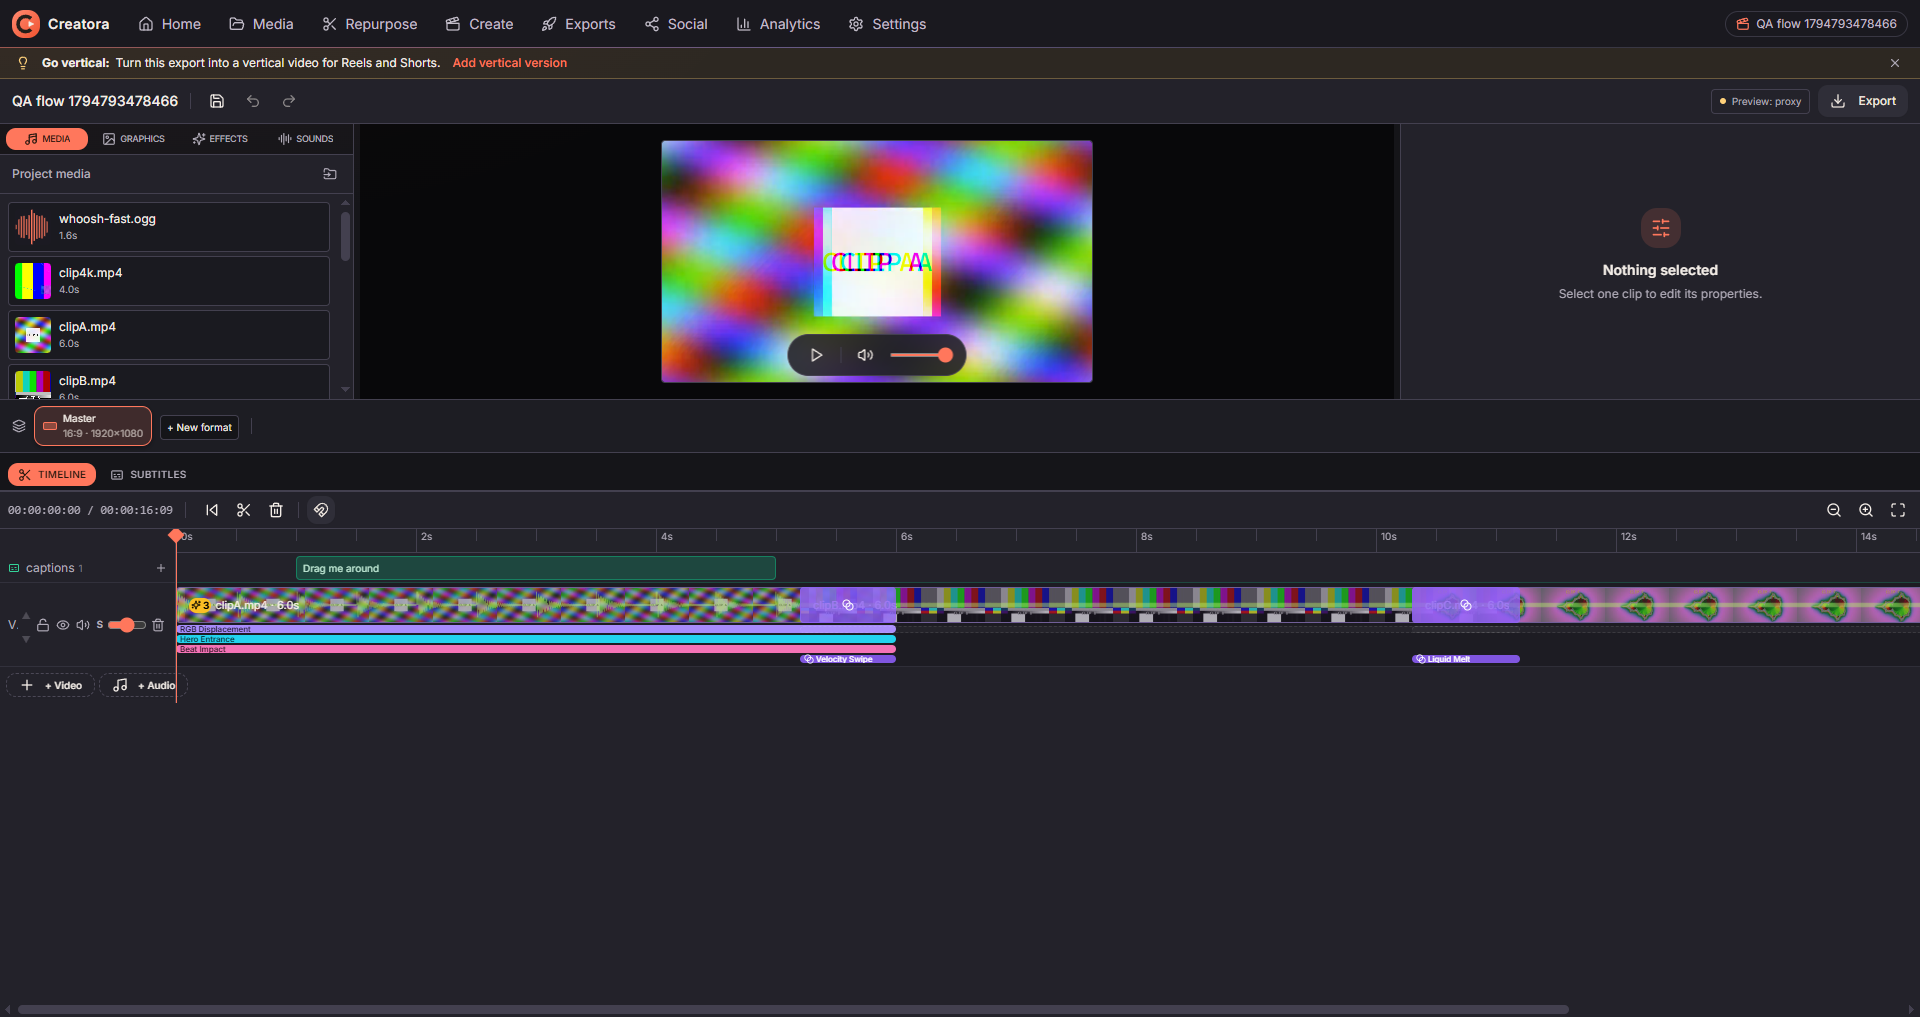 Creatora Home Media Repurpose Create Exports Social Analytics Settings QA flow 1794793478466
Go vertical: Turn this export into a vertical video for Reels and Shorts. Add vertical version
QA flow 1794793478466 Preview: proxy Export
MEDIA GRAPHICS EFFECTS SOUNDS
Project media
whoosh-fast.ogg
1.6s
clip4k.mp4
4.0s
clipA.mp4
6.0s
clipB.mp4
6.0s
Nothing selected
Select one clip to edit its properties.
Master
16:9 · 1920×1080
+ New format
TIMELINE SUBTITLES
00:00:00:00 / 00:00:16:09
0s 2s 4s 6s 8s 10s 12s 14s
captions 1 +
Drag me around
3 clipA.mp4 · 6.0s
V. S
RGB Displacement
Hero Entrance
Beat Impact
Velocity Swipe Liquid Melt
+ Video + Audio